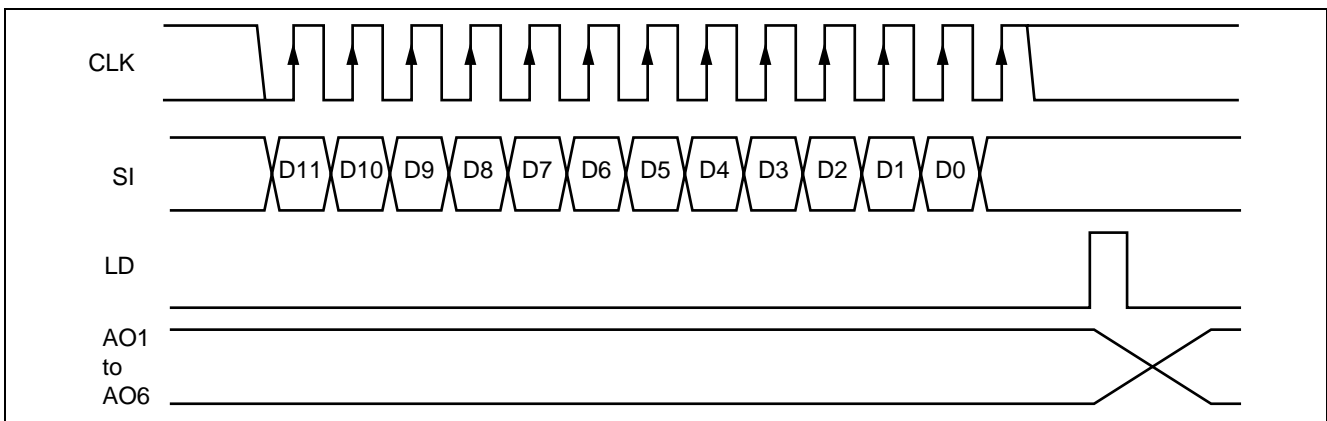 CLK
SI
D11 D10 D9 D8 D7 D6 D5 D4 D3 D2 D1 D0
LD
AO1
to
AO6